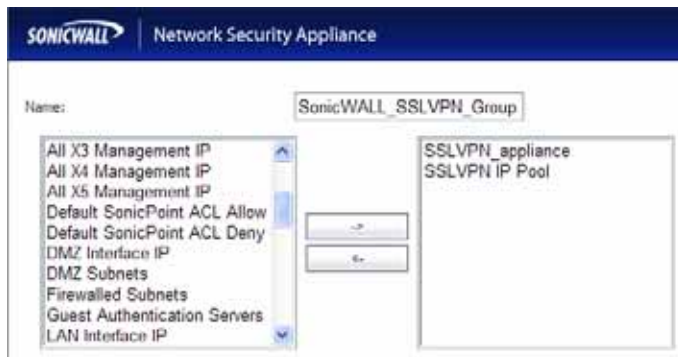 SONICWALL Network Security Appliance
Name: SonicWALL_SSLVPN_Group
All X3 Management IP
All X4 Management IP
All X5 Management IP
Default SonicPoint ACL Allow
Default SonicPoint ACL Deny
DMZ Interface IP
DMZ Subnets
Firewalled Subnets
Guest Authentication Servers
LAN Interface IP
->
<-
SSLVPN_appliance
SSLVPN IP Pool